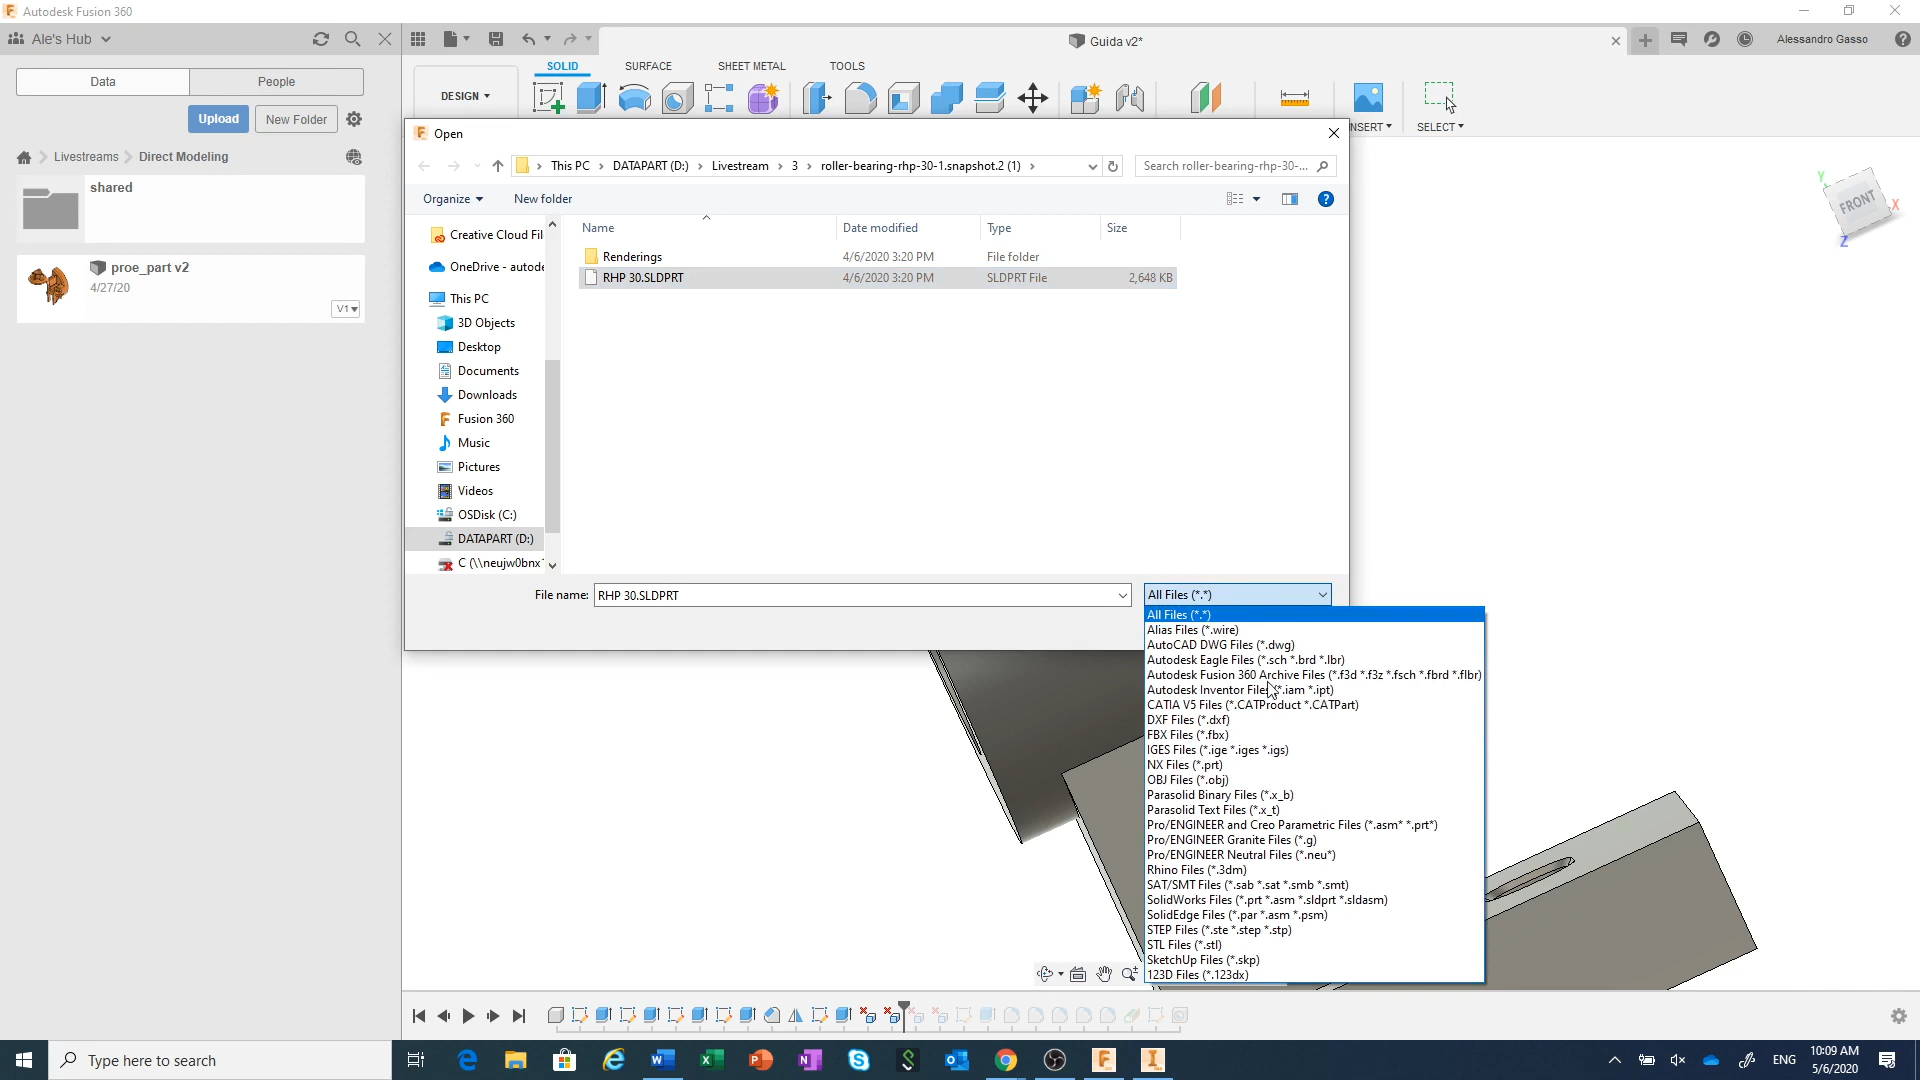 Autodesk Fusion 360
Ale's Hub
Guida v2*
Alessandro Gasso
Data
People
Upload
New Folder
Livestreams
Direct Modeling
shared
proe_part v2
4/27/20
V1
DESIGN
SOLID
SURFACE
SHEET METAL
TOOLS
NSERT
SELECT
Open
This PC
DATAPART (D:)
Livestream
3
roller-bearing-rhp-30-1.snapshot.2 (1)
Search roller-bearing-rhp-30-...
Organize
New folder
Name
Date modified
Type
Size
Renderings
4/6/2020 3:20 PM
File folder
RHP 30.SLDPRT
4/6/2020 3:20 PM
SLDPRT File
2,648 KB
Creative Cloud Fil
OneDrive - autode
This PC
3D Objects
Desktop
Documents
Downloads
Fusion 360
Music
Pictures
Videos
OSDisk (C:)
DATAPART (D:)
C (\\neujw0bnx
File name:
RHP 30.SLDPRT
All Files (*.*)
All Files (*.*)
Alias Files (*.wire)
AutoCAD DWG Files (*.dwg)
Autodesk Eagle Files (*.sch *.brd *.lbr)
Autodesk Fusion 360 Archive Files (*.f3d *.f3z *.fsch *.fbrd *.flbr)
Autodesk Inventor Files (*.iam *.ipt)
CATIA V5 Files (*.CATProduct *.CATPart)
DXF Files (*.dxf)
FBX Files (*.fbx)
IGES Files (*.ige *.iges *.igs)
NX Files (*.prt)
OBJ Files (*.obj)
Parasolid Binary Files (*.x_b)
Parasolid Text Files (*.x_t)
Pro/ENGINEER and Creo Parametric Files (*.asm* *.prt*)
Pro/ENGINEER Granite Files (*.g)
Pro/ENGINEER Neutral Files (*.neu*)
Rhino Files (*.3dm)
SAT/SMT Files (*.sab *.sat *.smb *.smt)
SolidWorks Files (*.prt *.asm *.sldprt *.sldasm)
SolidEdge Files (*.par *.asm *.psm)
STEP Files (*.ste *.step *.stp)
STL Files (*.stl)
SketchUp Files (*.skp)
123D Files (*.123dx)
Y
FRONT
X
Z
Type here to search
ENG
10:09 AM
5/6/2020